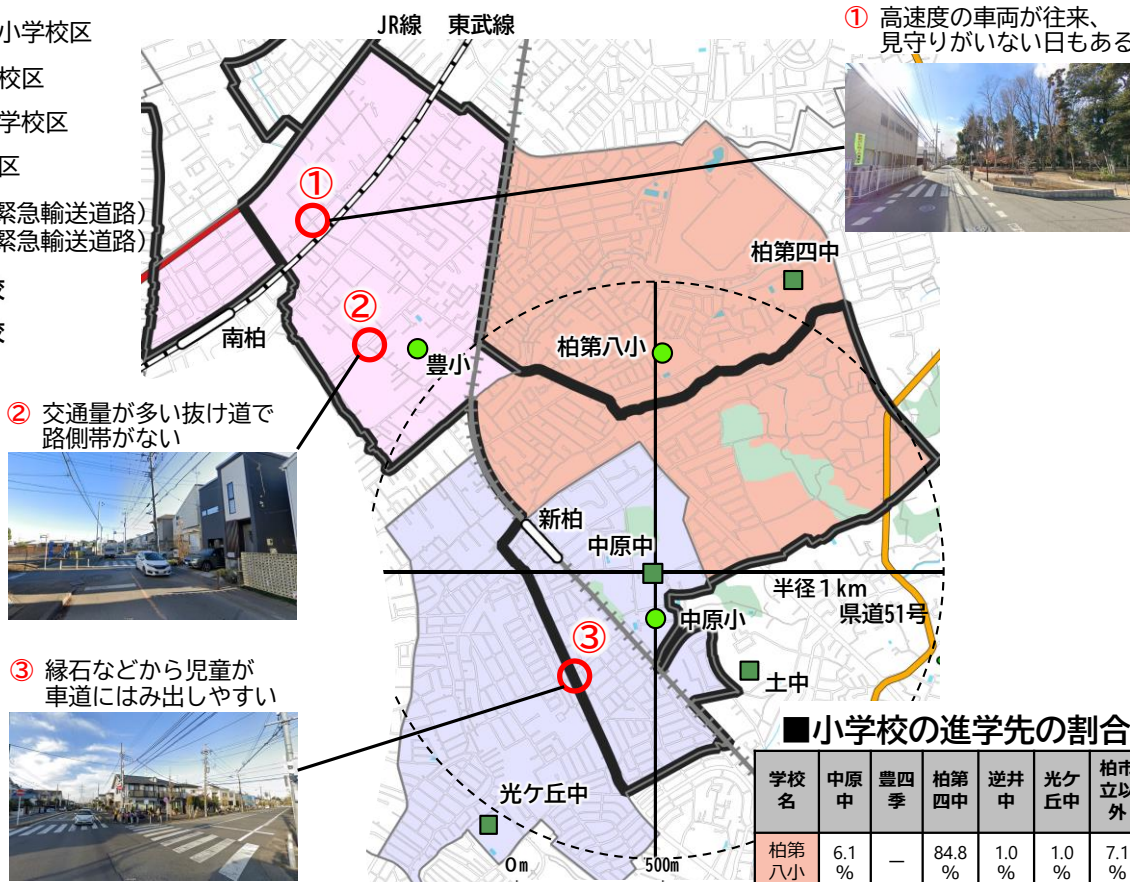 小学校区
校区
学校区
区
緊急輸送道路）
緊急輸送道路）
校
校
JR線 東武線
① 高速度の車両が往来、
見守りがいない日もある
①
②
南柏
豊小
柏第四中
柏第八小
② 交通量が多い抜け道で
路側帯がない
新柏
中原中
半径１km
県道51号
中原小
③
土中
③ 縁石などから児童が
車道にはみ出しやすい
光ケ丘中
0m 500m
■小学校の進学先の割合
学校名 中原中 豊四季 柏第四中 逆井中 光ケ丘中 柏市立以外
柏第八小 6.1% － 84.8% 1.0% 1.0% 7.1%